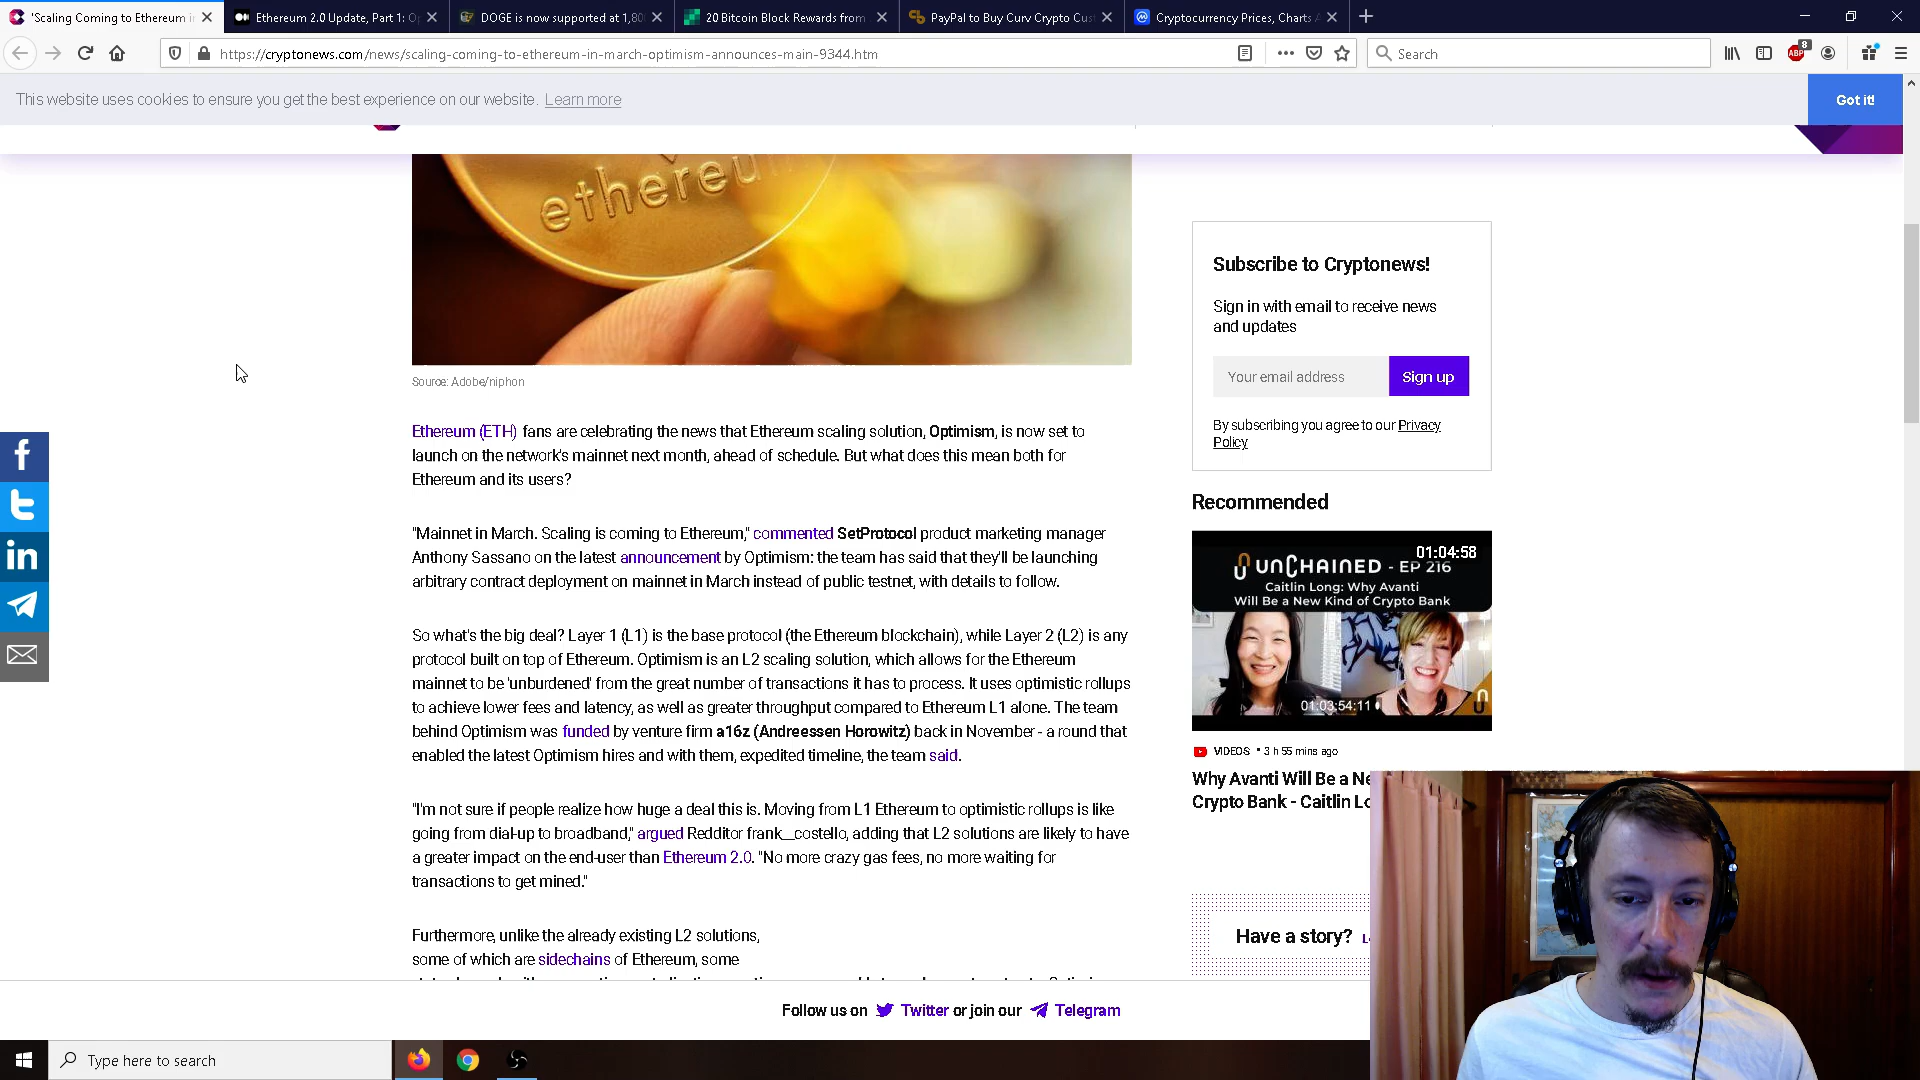 'Scaling Coming to Ethereum i
Ethereum 2.0 Update, Part 1: O
DOGE is now supported at 1,80
20 Bitcoin Block Rewards from
PayPal to Buy Curv Crypto Cus
Cryptocurrency Prices, Charts
https://cryptonews.com/news/scaling-coming-to-ethereum-in-march-optimism-announces-main-9344.htm
Search
ABP
8
This website uses cookies to ensure you get the best experience on our website. Learn more
Got it!
ethereu
Source: Adobe/niphon
Ethereum (ETH) fans are celebrating the news that Ethereum scaling solution, Optimism, is now set to
launch on the network's mainnet next month, ahead of schedule. But what does this mean both for
Ethereum and its users?
"Mainnet in March. Scaling is coming to Ethereum," commented SetProtocol product marketing manager
Anthony Sassano on the latest announcement by Optimism: the team has said that they'll be launching
arbitrary contract deployment on mainnet in March instead of public testnet, with details to follow.
So what's the big deal? Layer 1 (L1) is the base protocol (the Ethereum blockchain), while Layer 2 (L2) is any
protocol built on top of Ethereum. Optimism is an L2 scaling solution, which allows for the Ethereum
mainnet to be 'unburdened' from the great number of transactions it has to process. It uses optimistic rollups
to achieve lower fees and latency, as well as greater throughput compared to Ethereum L1 alone. The team
behind Optimism was funded by venture firm a16z (Andreessen Horowitz) back in November - a round that
enabled the latest Optimism hires and with them, expedited timeline, the team said.
"I'm not sure if people realize how huge a deal this is. Moving from L1 Ethereum to optimistic rollups is like
going from dial-up to broadband," argued Redditor frank__costello, adding that L2 solutions are likely to have
a greater impact on the end-user than Ethereum 2.0. "No more crazy gas fees, no more waiting for
transactions to get mined."
Furthermore, unlike the already existing L2 solutions,
some of which are sidechains of Ethereum, some
Subscribe to Cryptonews!
Sign in with email to receive news
and updates
Your email address
Sign up
By subscribing you agree to our Privacy
Policy
Recommended
01:04:58
UNCHAINED - EP 216
Caitlin Long: Why Avanti
Will Be a New Kind of Crypto Bank
01:03:54:11
VIDEOS • 3 h 55 mins ago
Why Avanti Will Be a Ne
Crypto Bank - Caitlin Lo
Have a story?
Follow us on Twitter or join our Telegram
Type here to search